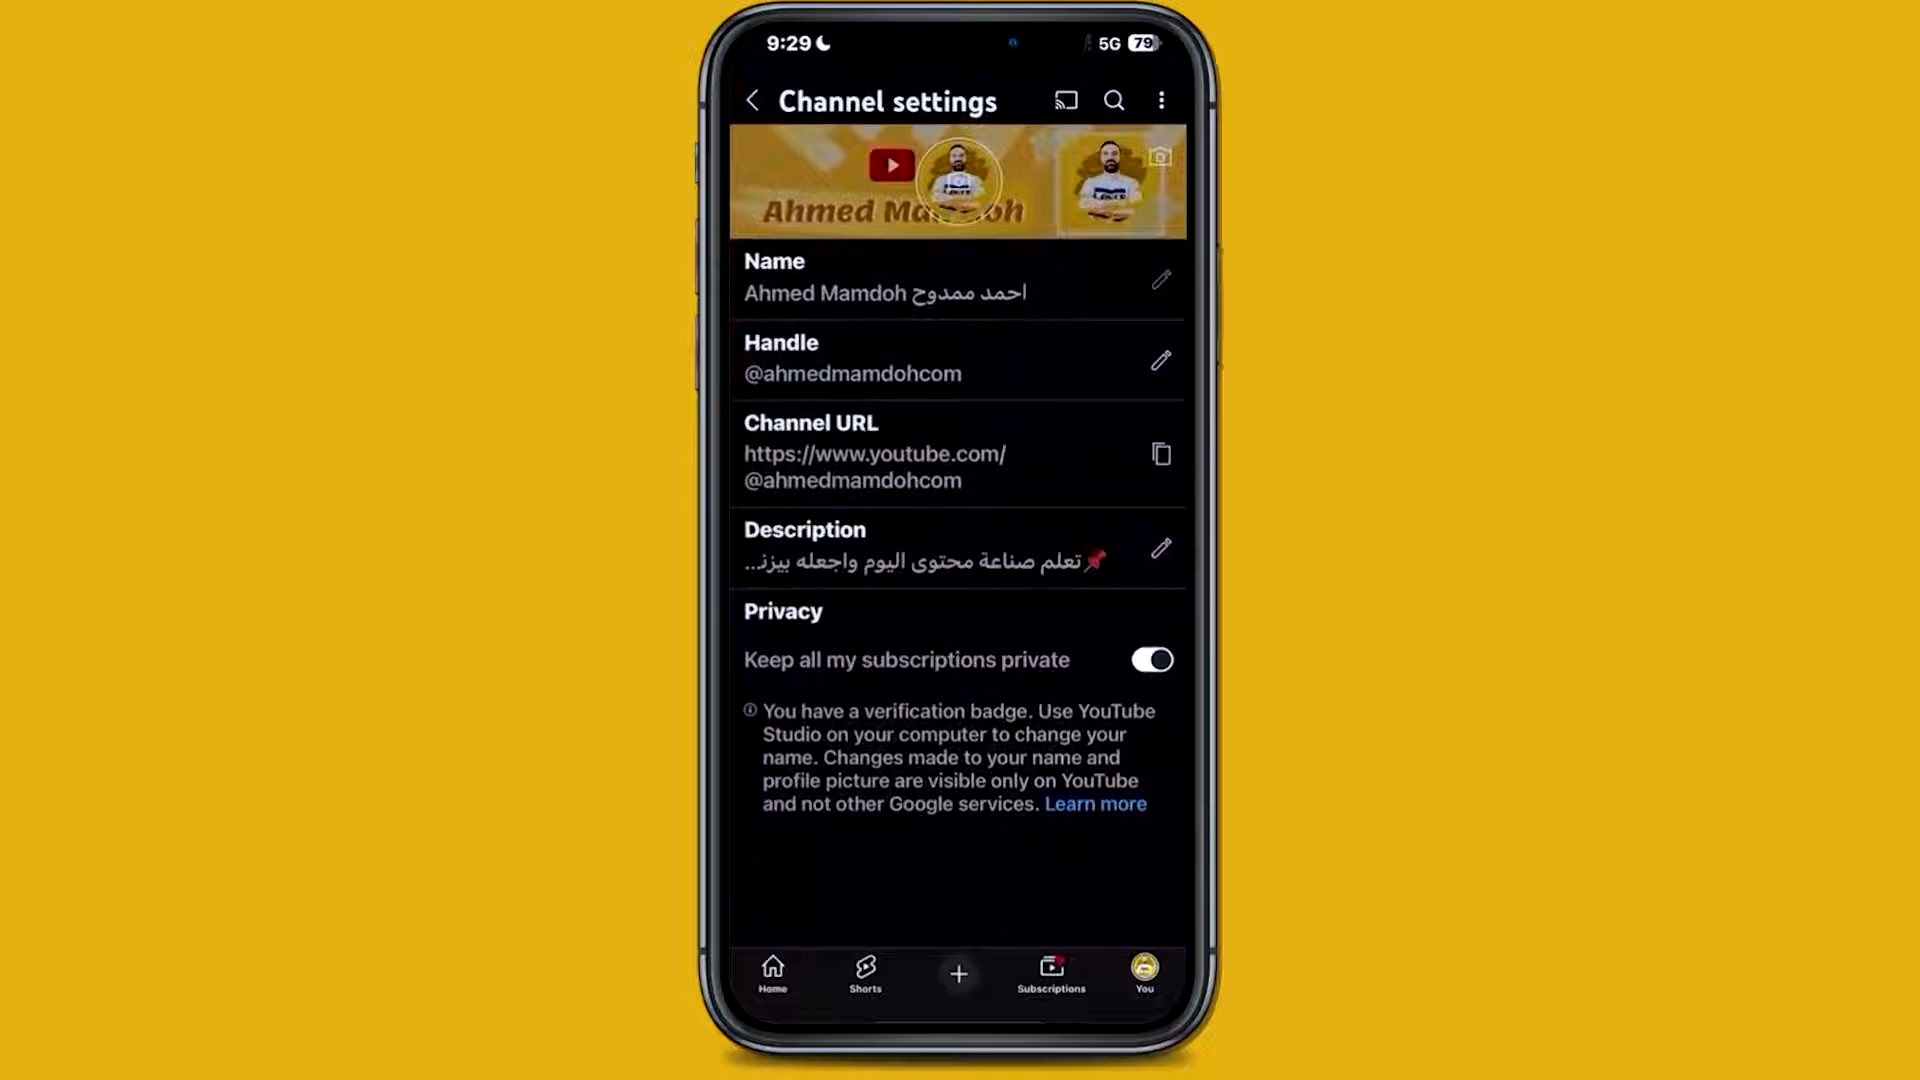 9:29
5G 79
Channel settings
Ahmed Ma
oh
Name
Ahmed Mamdoh احمد ممدوح
Handle
@ahmedmamdohcom
Channel URL
https://www.youtube.com/
@ahmedmamdohcom
Description
📌تعلم صناعة محتوى اليوم واجعله بيزنـ...
Privacy
Keep all my subscriptions private
You have a verification badge. Use YouTube
Studio on your computer to change your
name. Changes made to your name and
profile picture are visible only on YouTube
and not other Google services. Learn more
Home
Shorts
Subscriptions
You